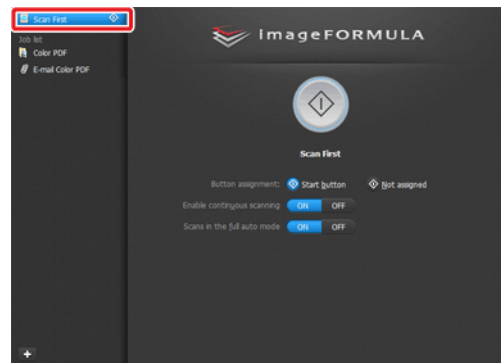 Scan First
Job list
Color PDF
E-mail Color PDF
imageFORMULA
Scan First
Button assignment: Start button Not assigned
Enable continuous scanning ON OFF
Scans in the full auto mode ON OFF